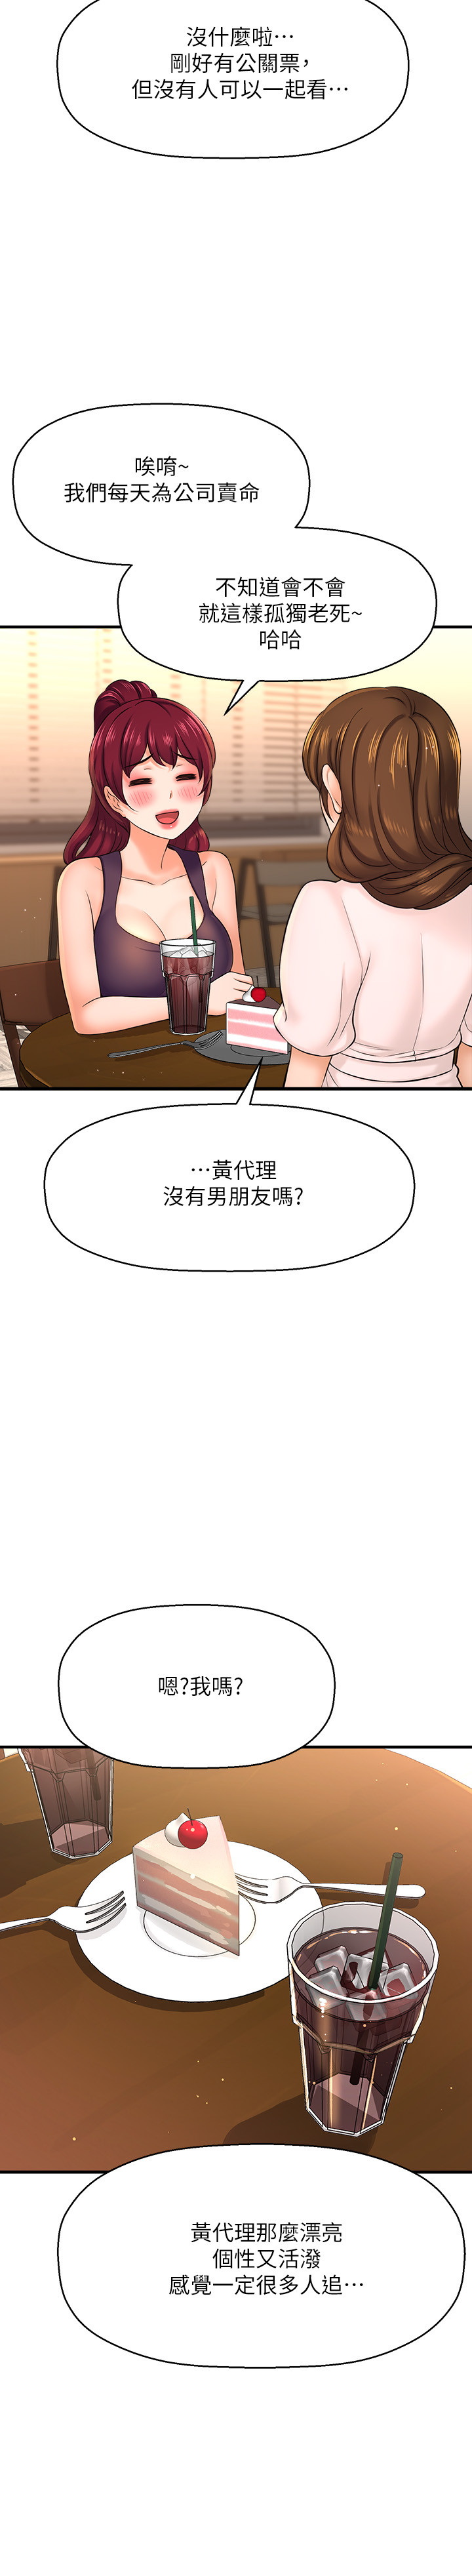 沒什麼啦⋯
剛好有公關票，
但沒有人可以一起看⋯
唉唷~
我們每天為公司賣命
不知道會不會
就這樣孤獨老死~
哈哈
⋯黃代理
沒有男朋友嗎?
嗯?我嗎?
黃代理那麼漂亮
個性又活潑
感覺一定很多人追⋯